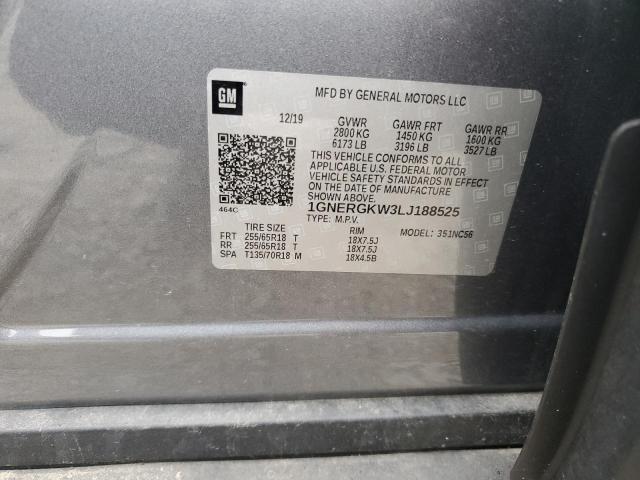 GM
MFD BY GENERAL MOTORS LLC
12/19 GVWR GAWR FRT GAWR RR
2800 KG 1450 KG 1600 KG
6173 LB 3196 LB 3527 LB
THIS VEHICLE CONFORMS TO ALL
APPLICABLE U.S. FEDERAL MOTOR
VEHICLE SAFETY STANDARDS IN EFFECT
ON THE DATE OF MANUFACTURE
SHOWN ABOVE.
464C
1GNERGKW3LJ188525
TYPE: M.P.V. MODEL: 351NC56
TIRE SIZE RIM
FRT 255/65R18 T 18X7.5J
RR 255/65R18 T 18X7.5J
SPA T135/70R18 M 18X4.5B